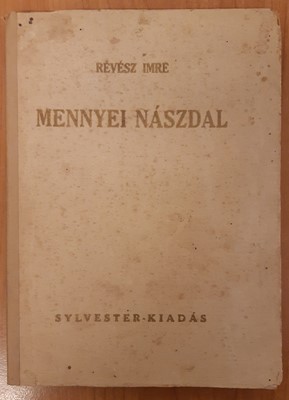 RÉVÉSZ IMRE
MENNYEI NÁSZDAL
SYLVESTER-KIADÁS